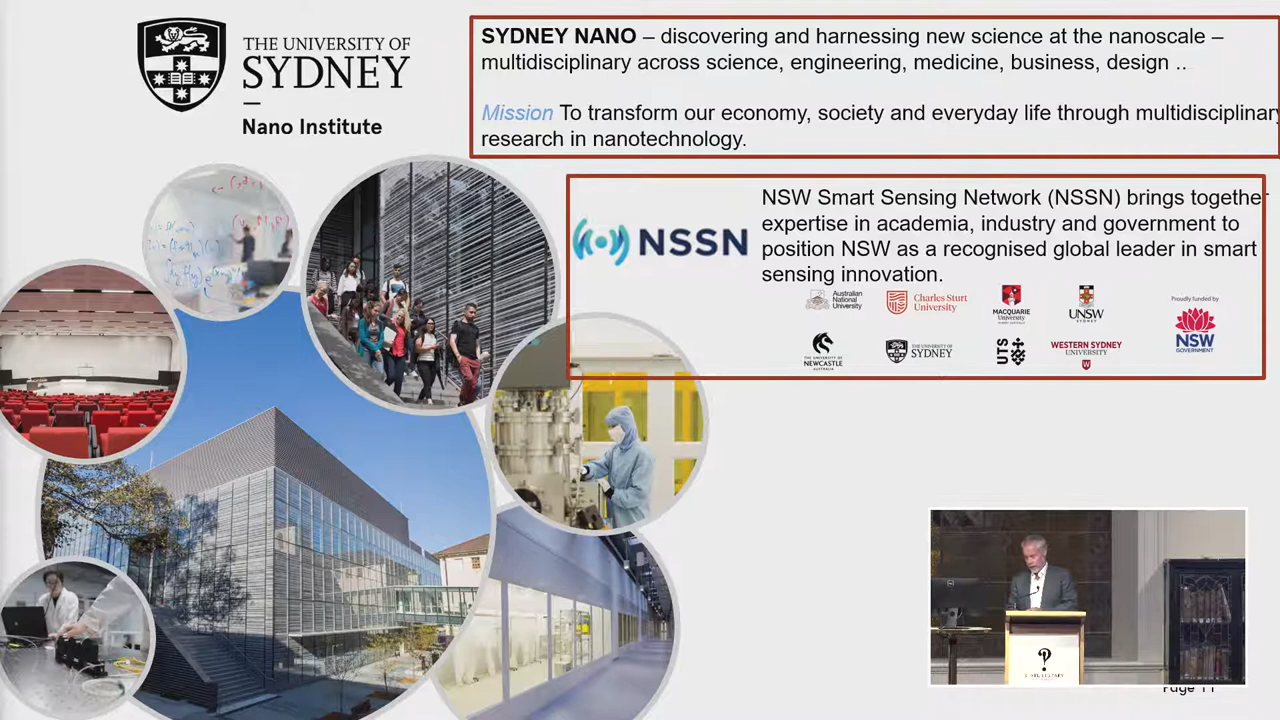 THE UNIVERSITY OF
SYDNEY
Nano Institute
SYDNEY NANO – discovering and harnessing new science at the nanoscale –
multidisciplinary across science, engineering, medicine, business, design ..
Mission To transform our economy, society and everyday life through multidisciplinary
research in nanotechnology.
NSSN
NSW Smart Sensing Network (NSSN) brings together
expertise in academia, industry and government to
position NSW as a recognised global leader in smart
sensing innovation.
Australian
National
University
Charles Sturt
University
MACQUARIE
University
UNSW
SYDNEY
Proudly funded by
NSW
GOVERNMENT
THE UNIVERSITY OF
NEWCASTLE
AUSTRALIA
THE UNIVERSITY OF
SYDNEY
UTS
WESTERN SYDNEY
UNIVERSITY
W
Page 11